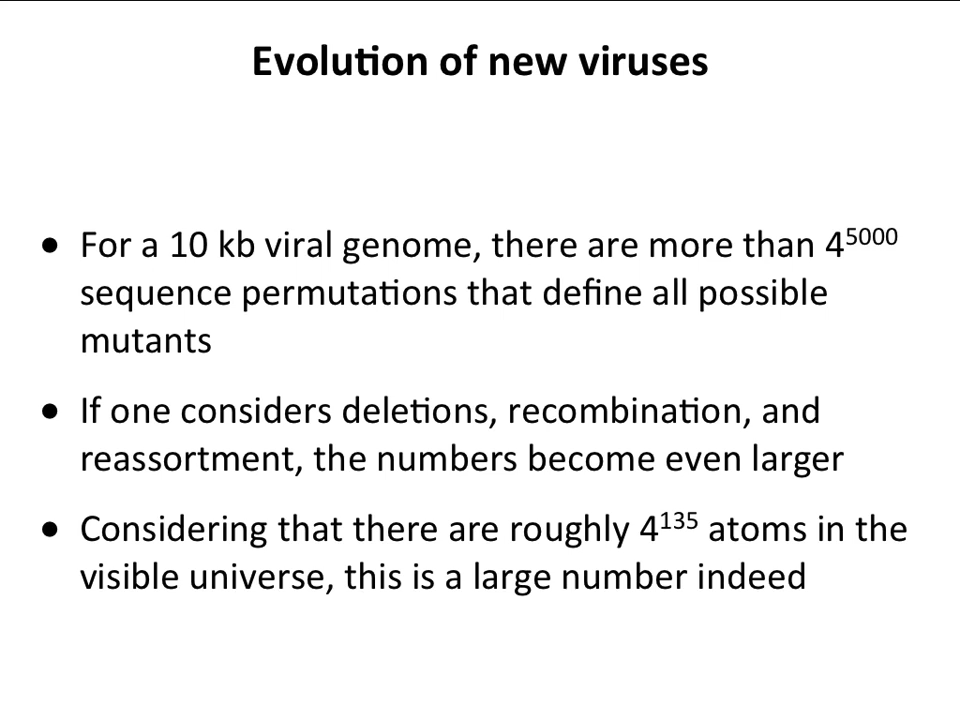 Evolution of new viruses
• For a 10 kb viral genome, there are more than 4⁵⁰⁰⁰
sequence permutations that define all possible
mutants
• If one considers deletions, recombination, and
reassortment, the numbers become even larger
• Considering that there are roughly 4¹³⁵ atoms in the
visible universe, this is a large number indeed